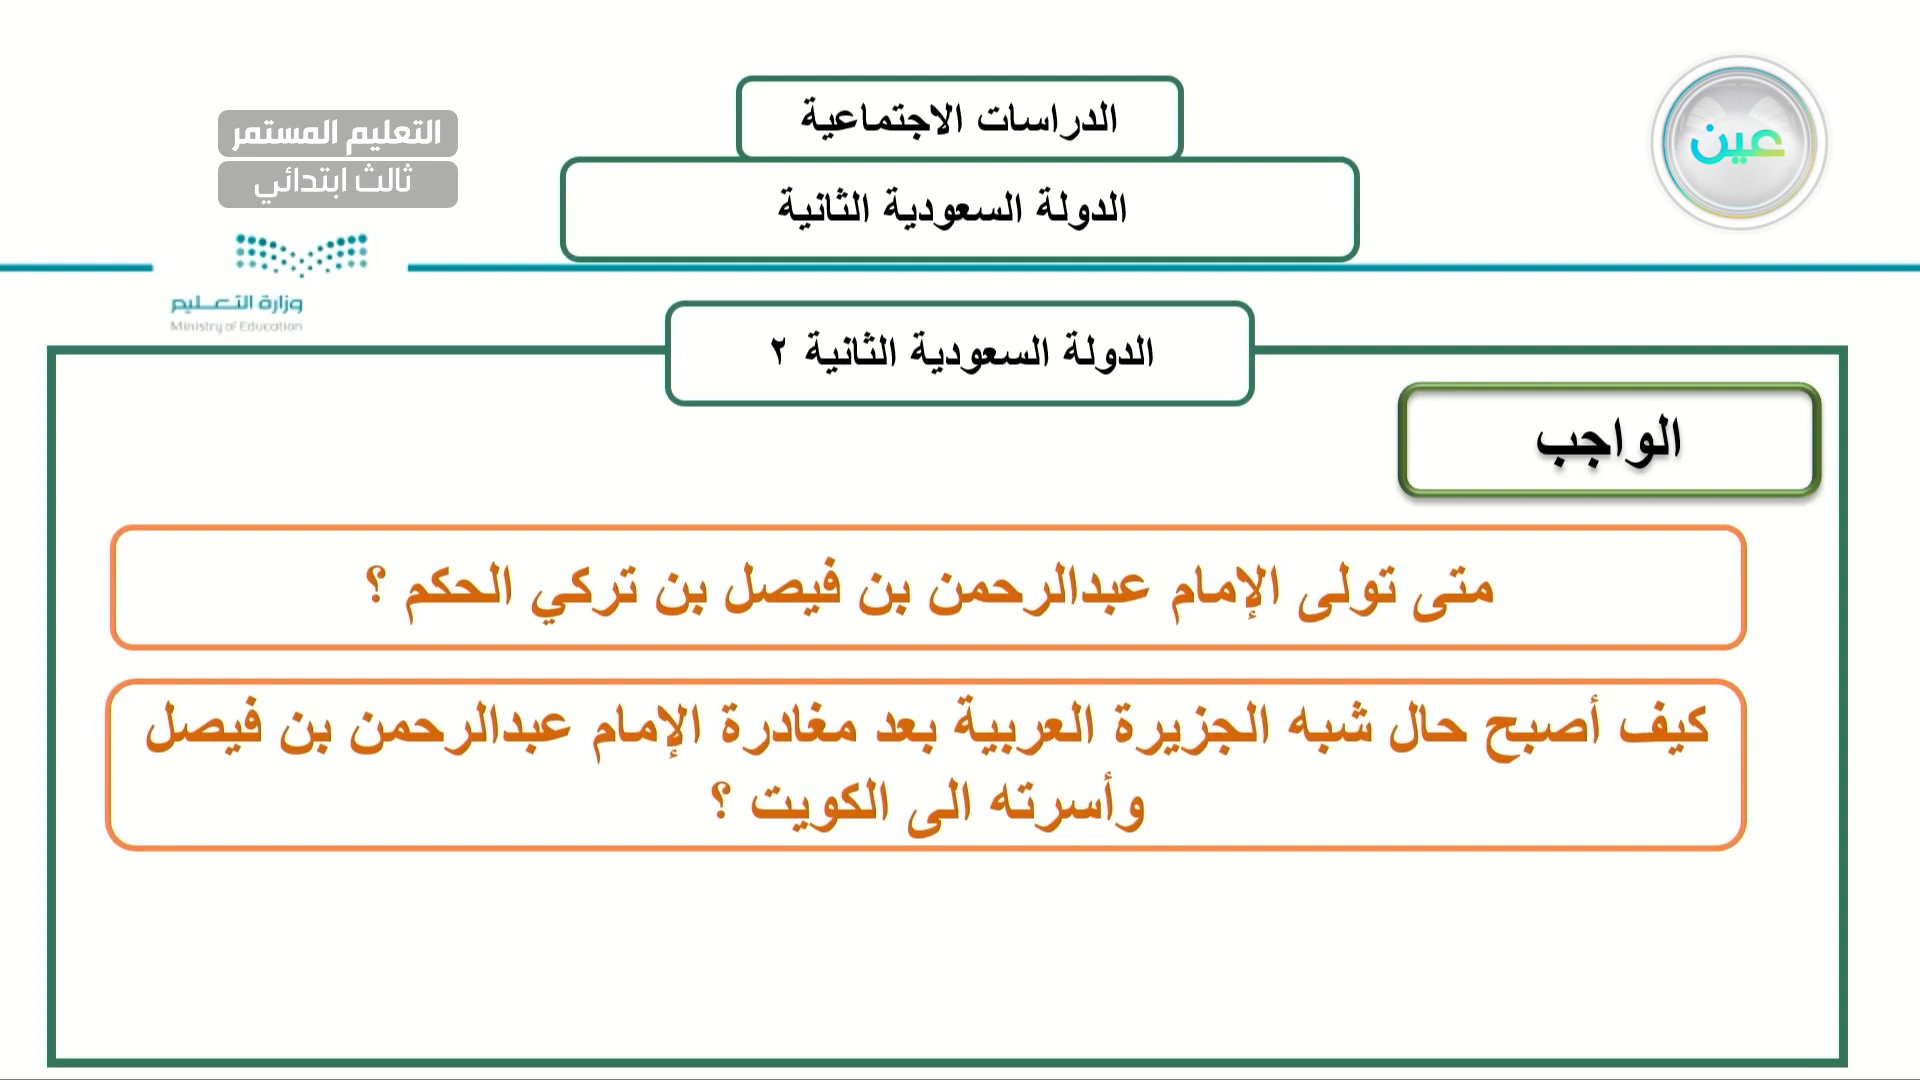 الدراسات الاجتماعية
عين
التعليم المستمر
ثالث ابتدائي
الدولة السعودية الثانية
وزارة التعـــليم
Ministry of Education
الدولة السعودية الثانية ٢
الواجب
متى تولى الإمام عبدالرحمن بن فيصل بن تركي الحكم ؟
كيف أصبح حال شبه الجزيرة العربية بعد مغادرة الإمام عبدالرحمن بن فيصل
وأسرته الى الكويت ؟